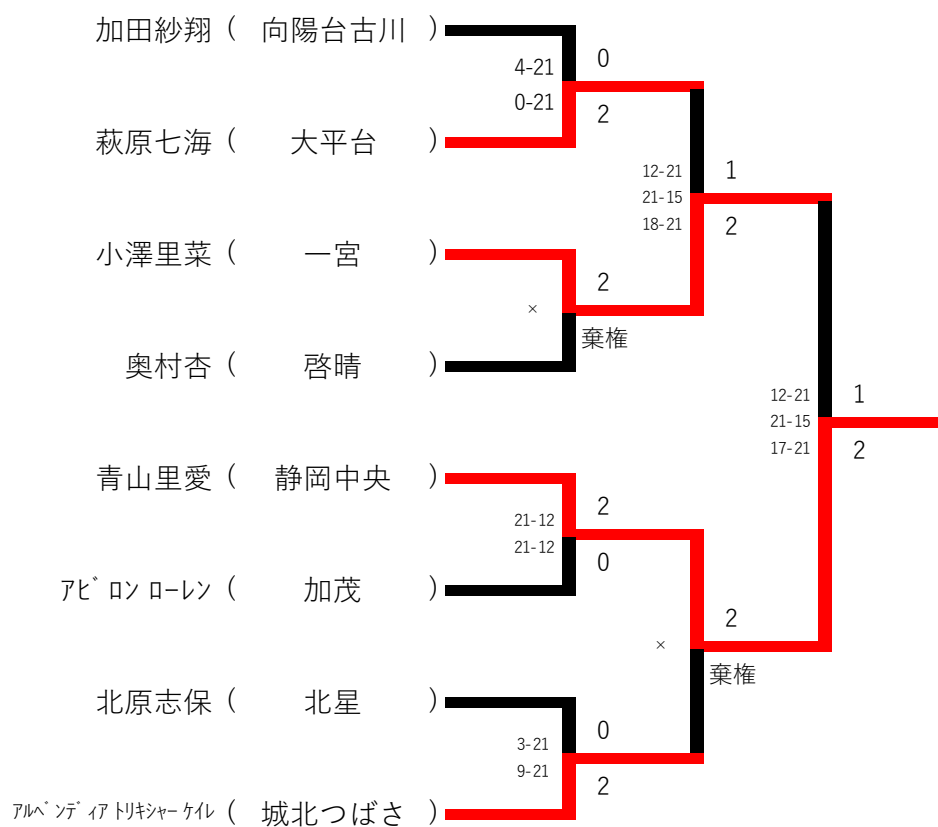 加田紗翔 ( 向陽台古川 )
0
4-21
0-21
2
萩原七海 ( 大平台 )
12-21
1
21-15
2
18-21
小澤里菜 ( 一宮 )
2
×
棄権
奥村杏 ( 啓晴 )
12-21
1
21-15
2
17-21
青山里愛 ( 静岡中央 )
2
21-12
21-12
0
アビロン ローレン ( 加茂 )
2
×
棄権
北原志保 ( 北星 )
0
3-21
9-21
2
アルベンディア トリキシャー ケイレ ( 城北つばさ )